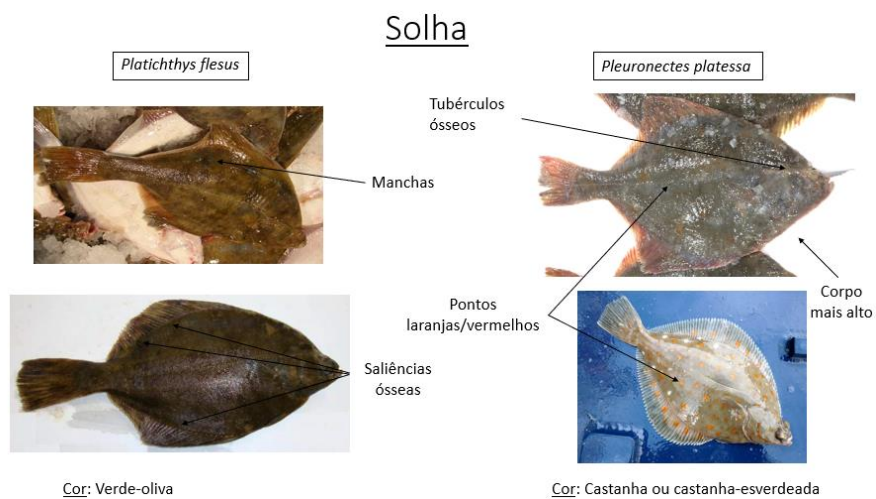 Solha
Platichthys flesus
Pleuronectes platessa
Tubérculos
ósseos
Manchas
Pontos
laranjas/vermelhos
Corpo
mais alto
Saliências
ósseas
Cor: Verde-oliva
Cor: Castanha ou castanha-esverdeada